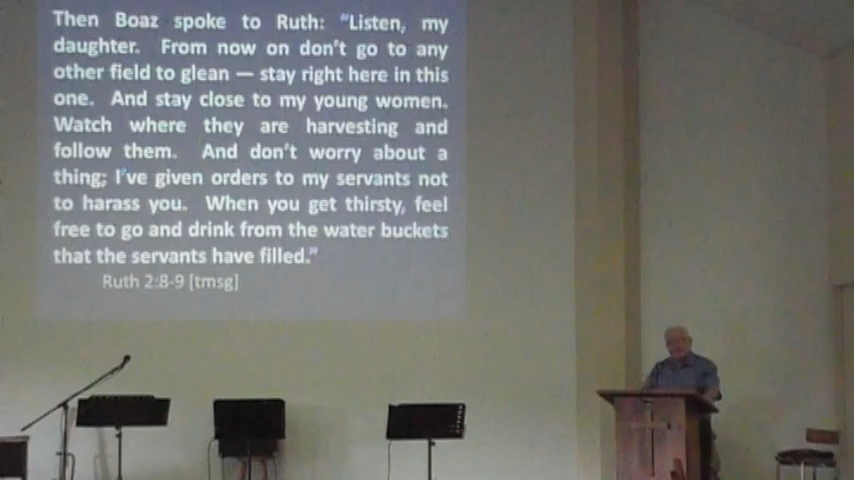 Then Boaz spoke to Ruth: "Listen, my
daughter. From now on don't go to any
other field to glean — stay right here in this
one. And stay close to my young women.
Watch where they are harvesting and
follow them. And don't worry about a
thing; I've given orders to my servants not
to harass you. When you get thirsty, feel
free to go and drink from the water buckets
that the servants have filled."
Ruth 2:8-9 [tmsg]